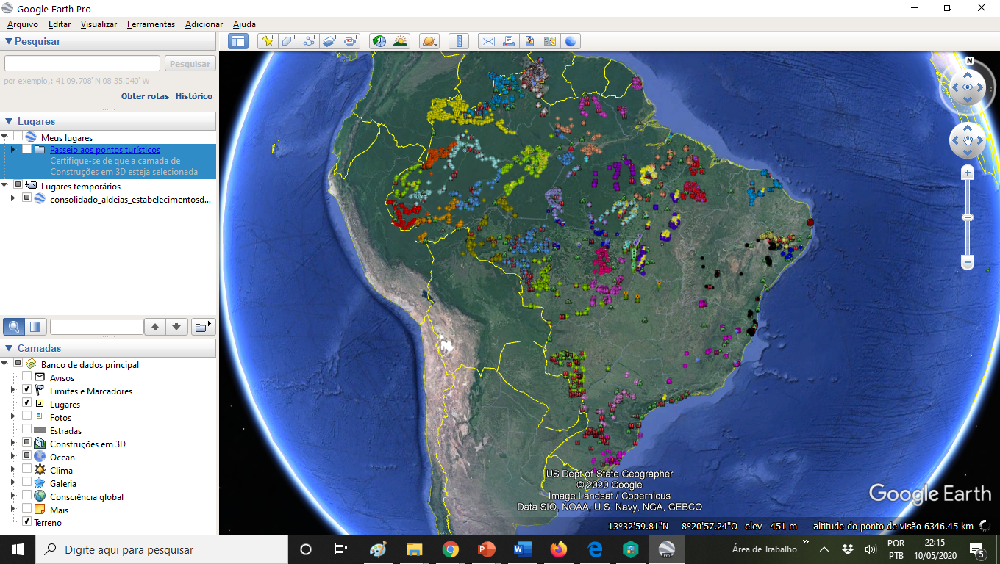 Google Earth Pro
Arquivo Editar Visualizar Ferramentas Adicionar Ajuda
Pesquisar
Pesquisar
por exemplo,: 41 09.708' N 08 35.040' W
Obter rotas Histórico
Lugares
Meus lugares
Passeio aos pontos turísticos
Certifique-se de que a camada de
Construções em 3D esteja selecionada
Lugares temporários
consolidado_aldeias_estabelecimentosd...
Camadas
Banco de dados principal
Avisos
Limites e Marcadores
Lugares
Fotos
Estradas
Construções em 3D
Ocean
Clima
Galeria
Consciência global
Mais
Terreno
N
US Dept of State Geographer
© 2020 Google
Image Landsat / Copernicus
Data SIO, NOAA, U.S. Navy, NGA, GEBCO
Google Earth
13°32'59.81"N 8°20'57.24"O elev 451 m altitude do ponto de visão 6346.45 km
Digite aqui para pesquisar
Área de Trabalho
POR
PTB
22:15
10/05/2020
5